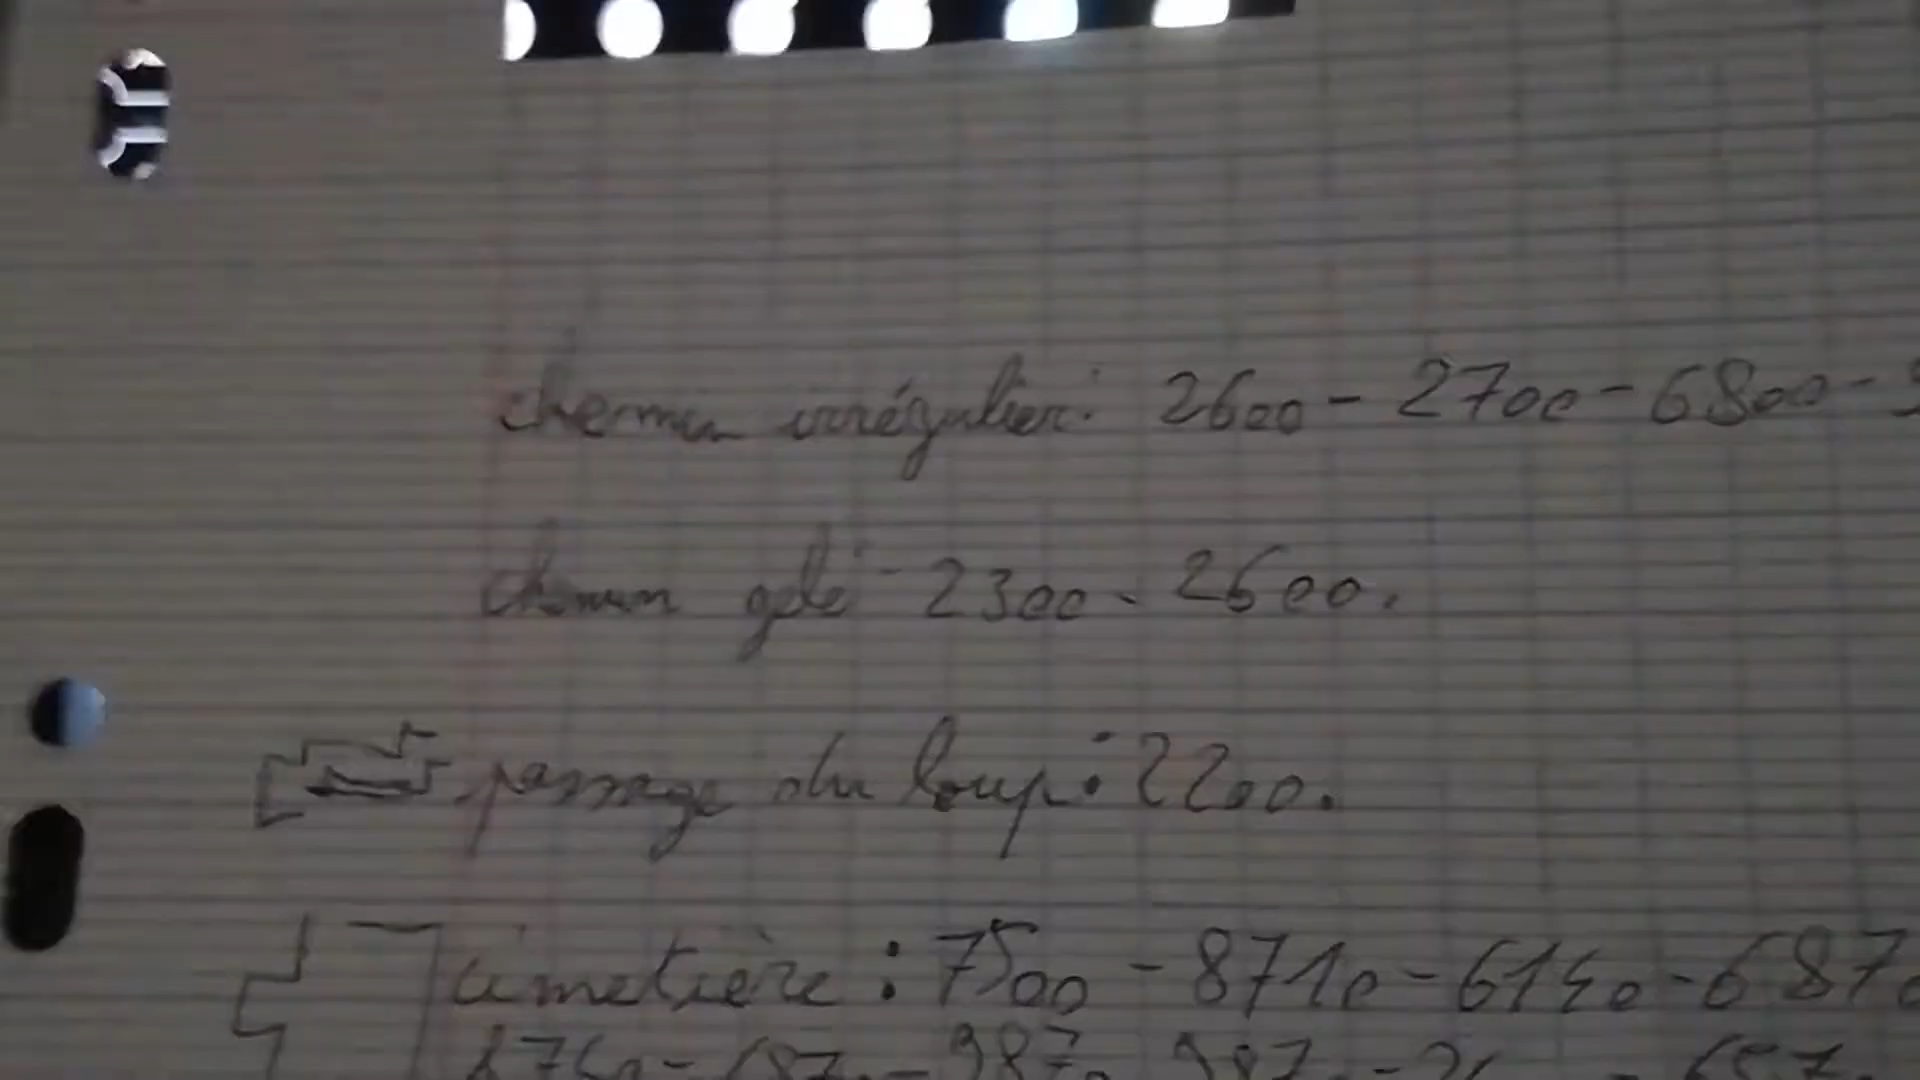 chemin irrégulier: 2600 - 2700 - 6800 -
chemin gelé - 2300 - 2600.
passage du loup: 2200.
cimetière : 7500 - 8710 - 6140 - 687